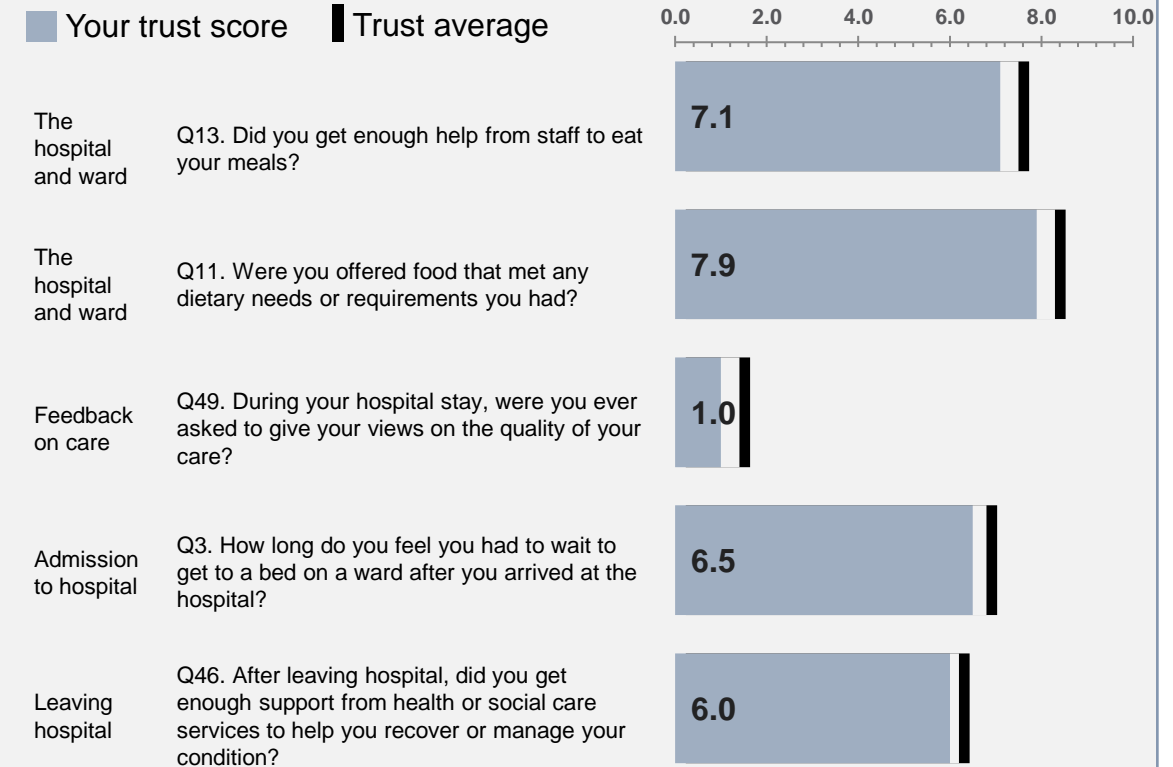 Your trust score
Trust average
0.0 2.0 4.0 6.0 8.0 10.0
The
hospital
and ward
Q13. Did you get enough help from staff to eat
your meals?
7.1
The
hospital
and ward
Q11. Were you offered food that met any
dietary needs or requirements you had?
7.9
Feedback
on care
Q49. During your hospital stay, were you ever
asked to give your views on the quality of your
care?
1.0
Admission
to hospital
Q3. How long do you feel you had to wait to
get to a bed on a ward after you arrived at the
hospital?
6.5
Leaving
hospital
Q46. After leaving hospital, did you get
enough support from health or social care
services to help you recover or manage your
condition?
6.0